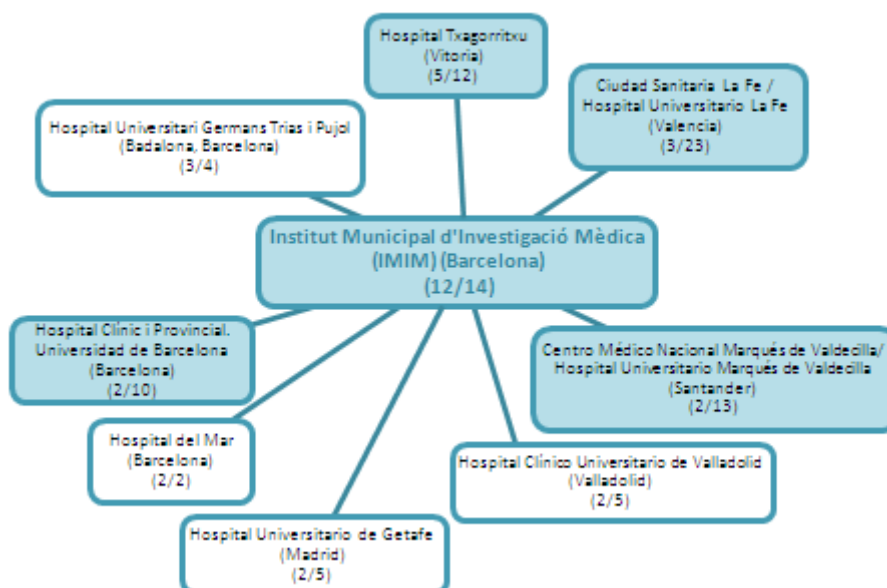 Hospital Txagorritxu
(Vitoria)
(5/12)
Ciudad Sanitaria La Fe /
Hospital Universitario La Fe
(Valencia)
(3/23)
Hospital Universitari Germans Trias i Pujol
(Badalona, Barcelona)
(3/4)
Institut Municipal d'Investigació Mèdica
(IMIM) (Barcelona)
(12/14)
Hospital Clínic i Provincial.
Universidad de Barcelona
(Barcelona)
(2/10)
Centro Médico Nacional Marqués de Valdecilla/
Hospital Universitario Marqués de Valdecilla
(Santander)
(2/13)
Hospital del Mar
(Barcelona)
(2/2)
Hospital Clínico Universitario de Valladolid
(Valladolid)
(2/5)
Hospital Universitario de Getafe
(Madrid)
(2/5)